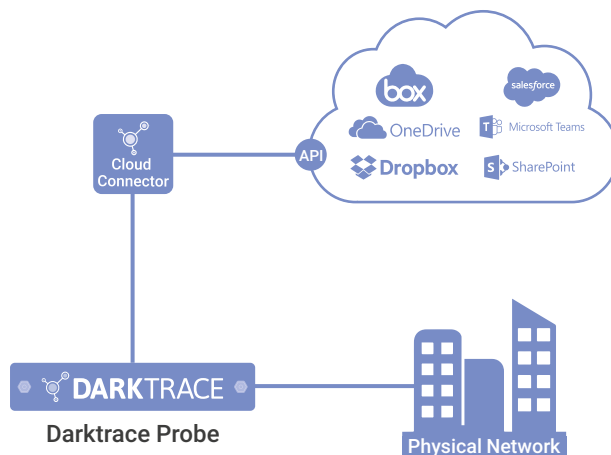 box
salesforce
OneDrive
T Microsoft Teams
API
Dropbox
S SharePoint
Cloud
Connector
DARKTRACE
Darktrace Probe
Physical Network